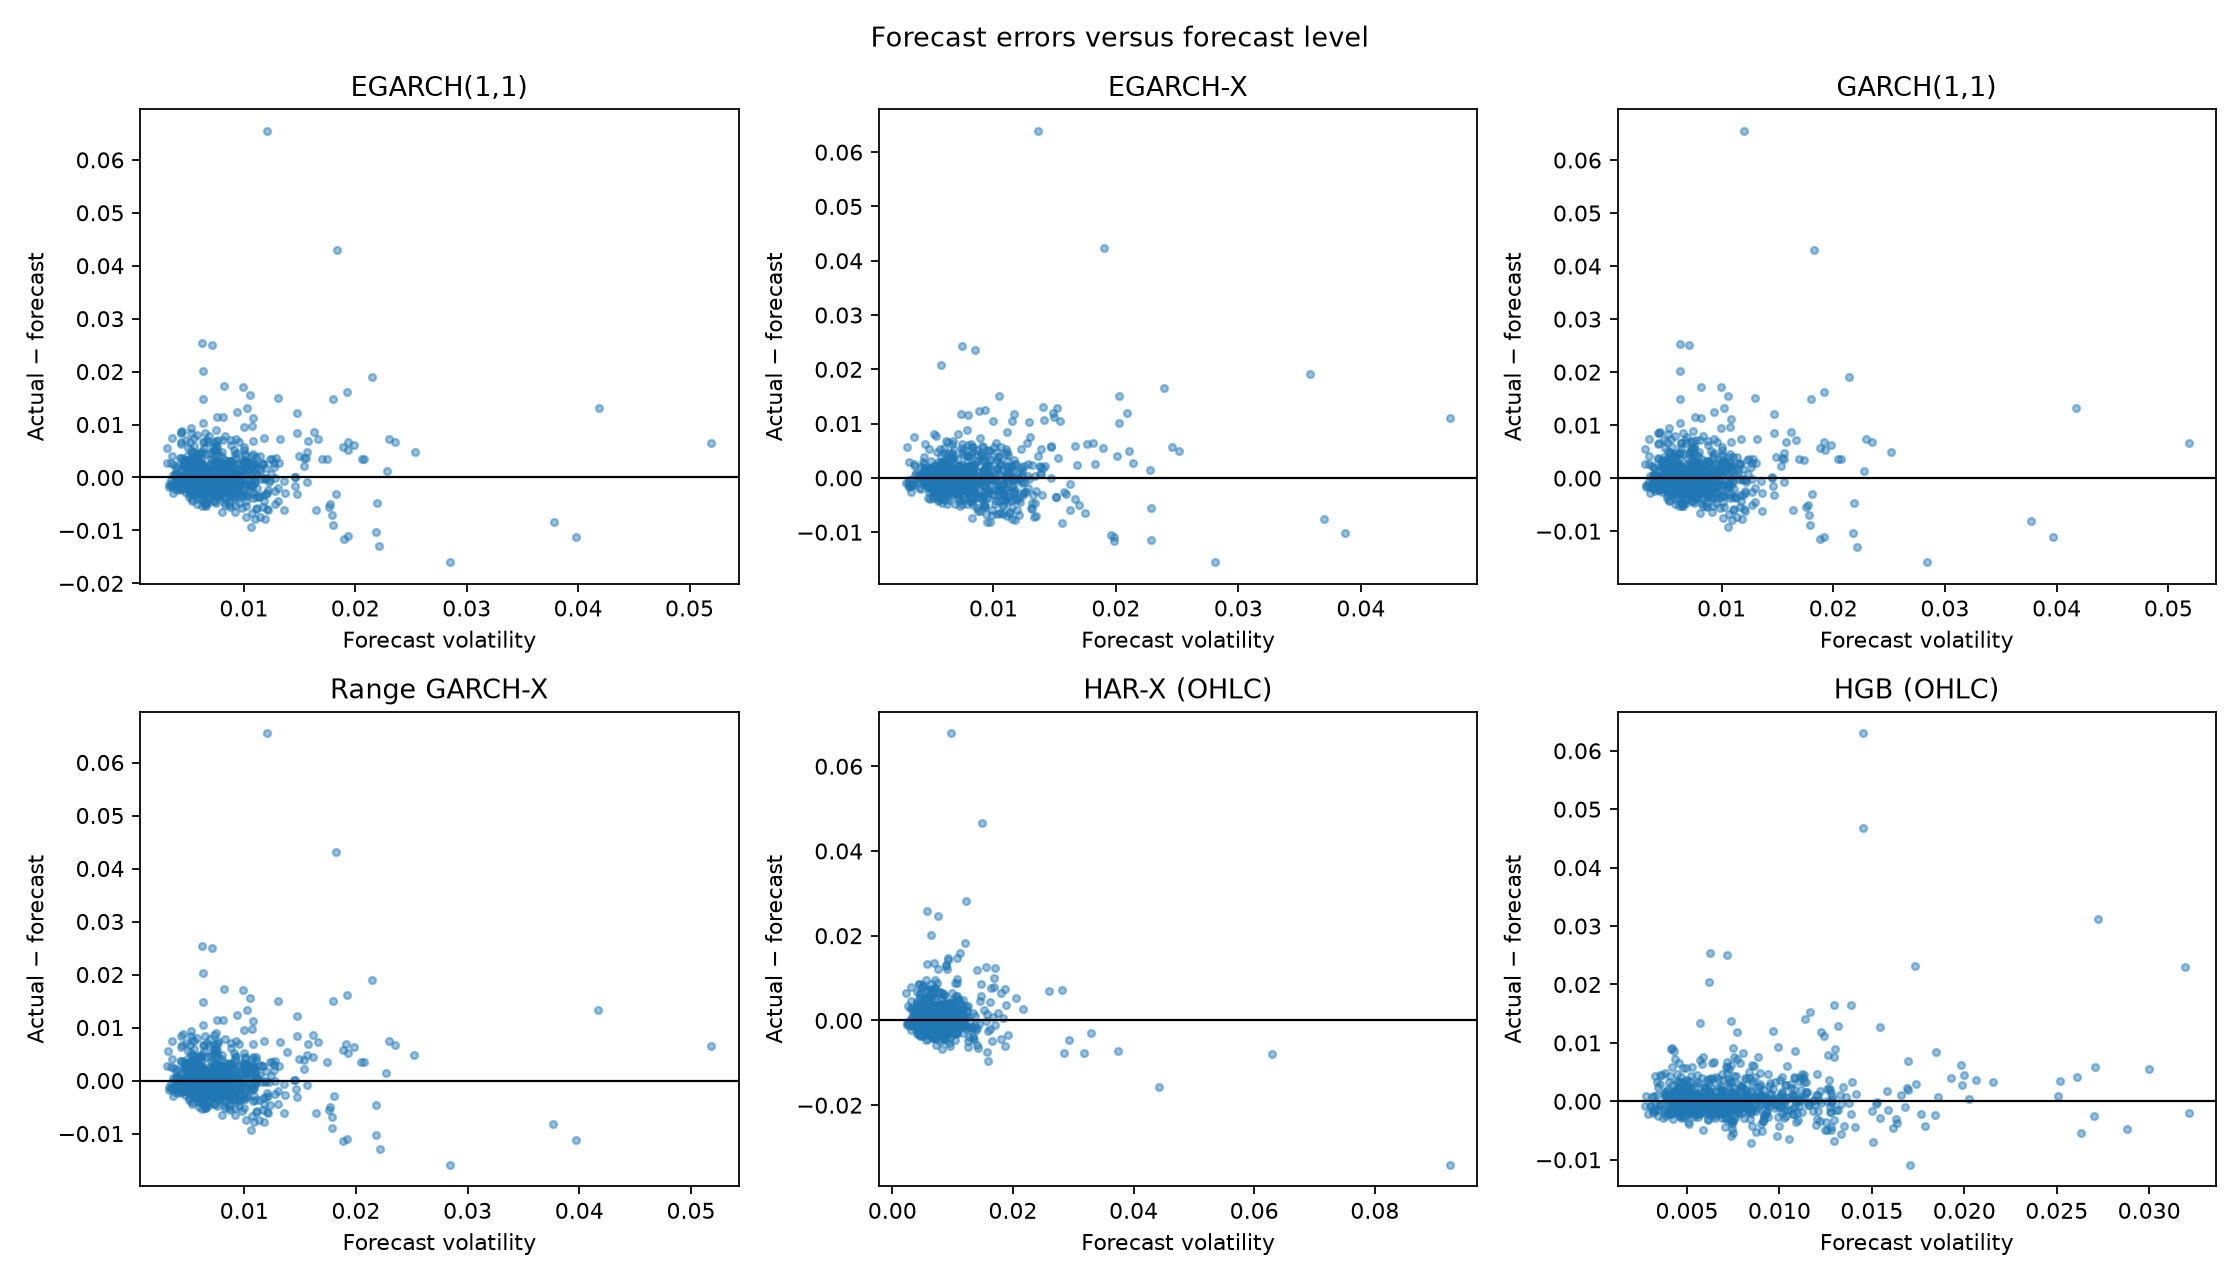 Forecast errors versus forecast level
EGARCH(1,1)
0.06
0.05
0.04
0.03
0.02
0.01
0.00
−0.01
−0.02
Actual − forecast
0.01 0.02 0.03 0.04 0.05
Forecast volatility
EGARCH-X
0.06
0.05
0.04
0.03
0.02
0.01
0.00
−0.01
Actual − forecast
0.01 0.02 0.03 0.04
Forecast volatility
GARCH(1,1)
0.06
0.05
0.04
0.03
0.02
0.01
0.00
−0.01
Actual − forecast
0.01 0.02 0.03 0.04 0.05
Forecast volatility
Range GARCH-X
0.06
0.05
0.04
0.03
0.02
0.01
0.00
−0.01
Actual − forecast
0.01 0.02 0.03 0.04 0.05
Forecast volatility
HAR-X (OHLC)
0.06
0.04
0.02
0.00
−0.02
Actual − forecast
0.00 0.02 0.04 0.06 0.08
Forecast volatility
HGB (OHLC)
0.06
0.05
0.04
0.03
0.02
0.01
0.00
−0.01
Actual − forecast
0.005 0.010 0.015 0.020 0.025 0.030
Forecast volatility